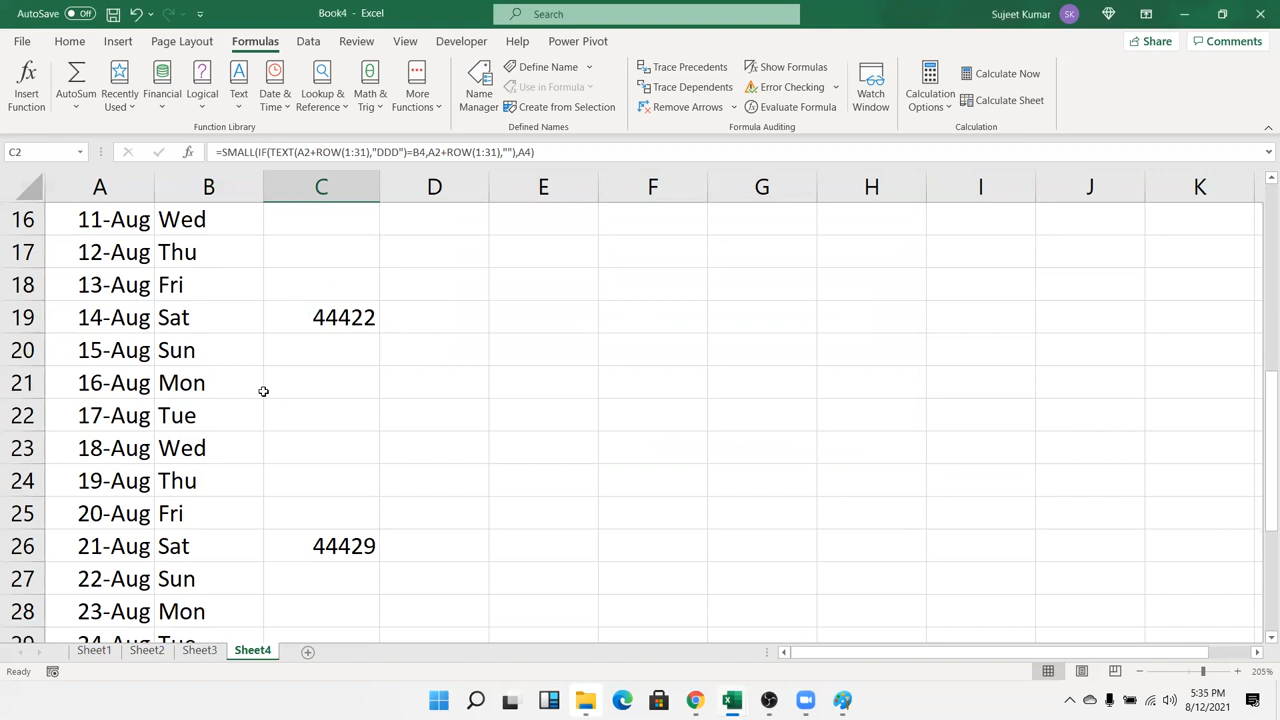 AutoSave Off Book4 - Excel Search Sujeet Kumar SK
File Home Insert Page Layout Formulas Data Review View Developer Help Power Pivot Share Comments
Insert Function
AutoSum
Recently Used
Financial
Logical
Text
Date & Time
Lookup & Reference
Math & Trig
More Functions
Function Library
Name Manager
Define Name
Use in Formula
Create from Selection
Defined Names
Trace Precedents
Trace Dependents
Remove Arrows
Show Formulas
Error Checking
Evaluate Formula
Formula Auditing
Watch Window
Calculation Options
Calculate Now
Calculate Sheet
Calculation
C2 fx =SMALL(IF(TEXT(A2+ROW(1:31),"DDD")=B4,A2+ROW(1:31),""),A4)
A B C D E F G H I J K
16 11-Aug Wed
17 12-Aug Thu
18 13-Aug Fri
19 14-Aug Sat 44422
20 15-Aug Sun
21 16-Aug Mon
22 17-Aug Tue
23 18-Aug Wed
24 19-Aug Thu
25 20-Aug Fri
26 21-Aug Sat 44429
27 22-Aug Sun
28 23-Aug Mon
29 24-Aug Tue
Sheet1 Sheet2 Sheet3 Sheet4
Ready 205%
5:35 PM
8/12/2021